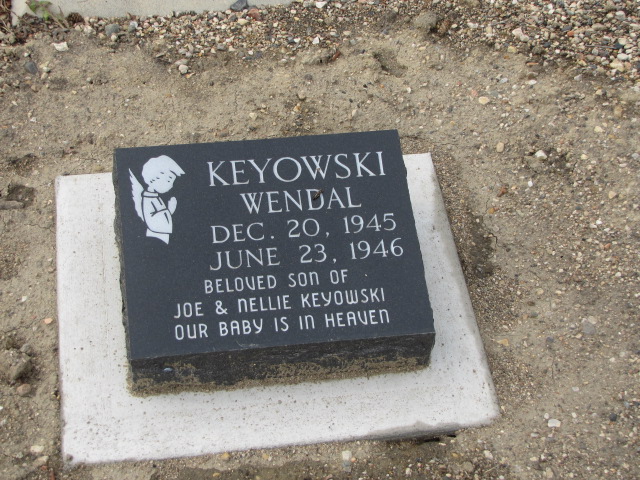 KEYOWSKI
WENDAL
DEC. 20, 1945
JUNE 23, 1946
BELOVED SON OF
JOE & NELLIE KEYOWSKI
OUR BABY IS IN HEAVEN